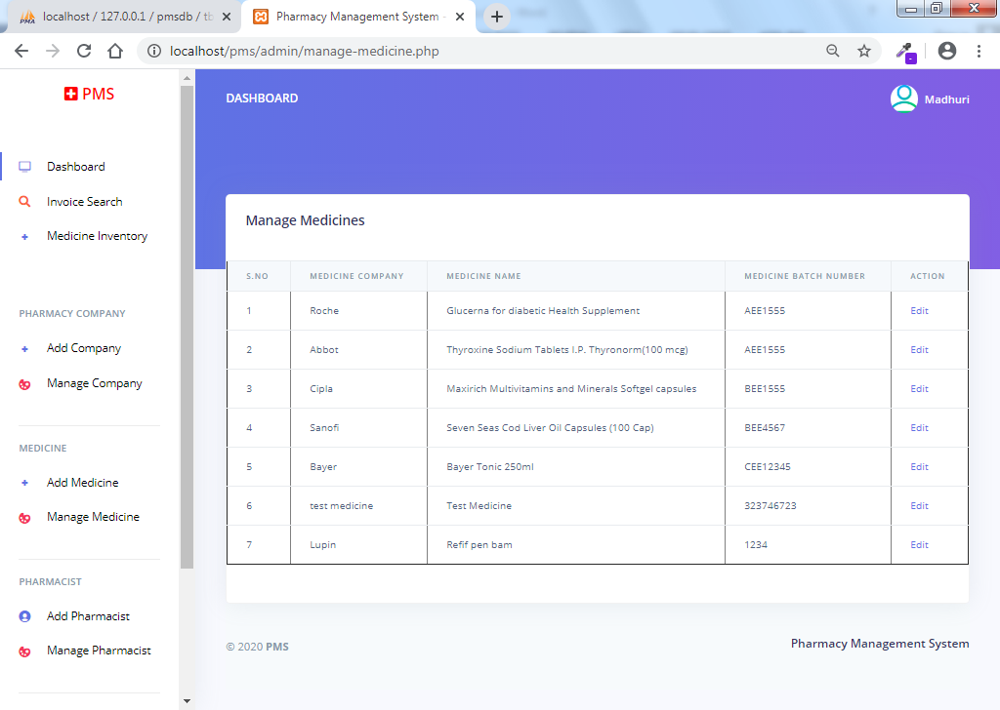 localhost / 127.0.0.1 / pmsdb / tb
Pharmacy Management System -
localhost/pms/admin/manage-medicine.php
PMS
Dashboard
Invoice Search
Medicine Inventory
PHARMACY COMPANY
Add Company
Manage Company
MEDICINE
Add Medicine
Manage Medicine
PHARMACIST
Add Pharmacist
Manage Pharmacist
DASHBOARD
Madhuri
Manage Medicines
S.NO MEDICINE COMPANY MEDICINE NAME MEDICINE BATCH NUMBER ACTION
1 Roche Glucerna for diabetic Health Supplement AEE1555 Edit
2 Abbot Thyroxine Sodium Tablets I.P. Thyronorm(100 mcg) AEE1555 Edit
3 Cipla Maxirich Multivitamins and Minerals Softgel capsules BEE1555 Edit
4 Sanofi Seven Seas Cod Liver Oil Capsules (100 Cap) BEE4567 Edit
5 Bayer Bayer Tonic 250ml CEE12345 Edit
6 test medicine Test Medicine 323746723 Edit
7 Lupin Refif pen bam 1234 Edit
© 2020 PMS
Pharmacy Management System